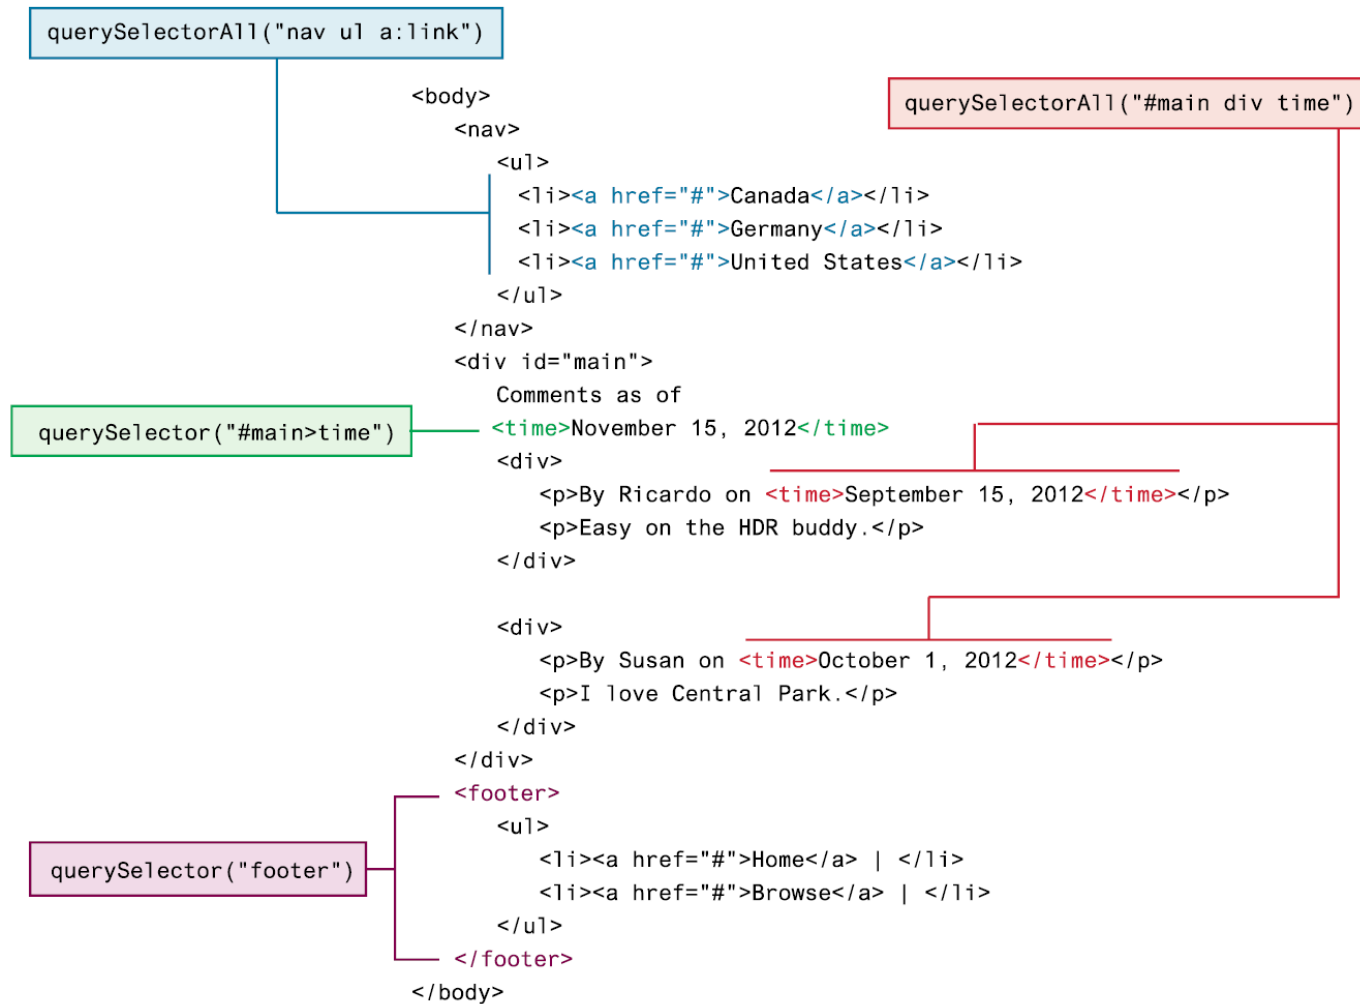 querySelectorAll("nav ul a:link")
<body>
querySelectorAll("#main div time")
<nav>
<ul>
<li><a href="#">Canada</a></li>
<li><a href="#">Germany</a></li>
<li><a href="#">United States</a></li>
</ul>
</nav>
<div id="main">
Comments as of
querySelector("#main>time")
<time>November 15, 2012</time>
<div>
<p>By Ricardo on <time>September 15, 2012</time></p>
<p>Easy on the HDR buddy.</p>
</div>
<div>
<p>By Susan on <time>October 1, 2012</time></p>
<p>I love Central Park.</p>
</div>
</div>
<footer>
<ul>
querySelector("footer")
<li><a href="#">Home</a> | </li>
<li><a href="#">Browse</a> | </li>
</ul>
</footer>
</body>